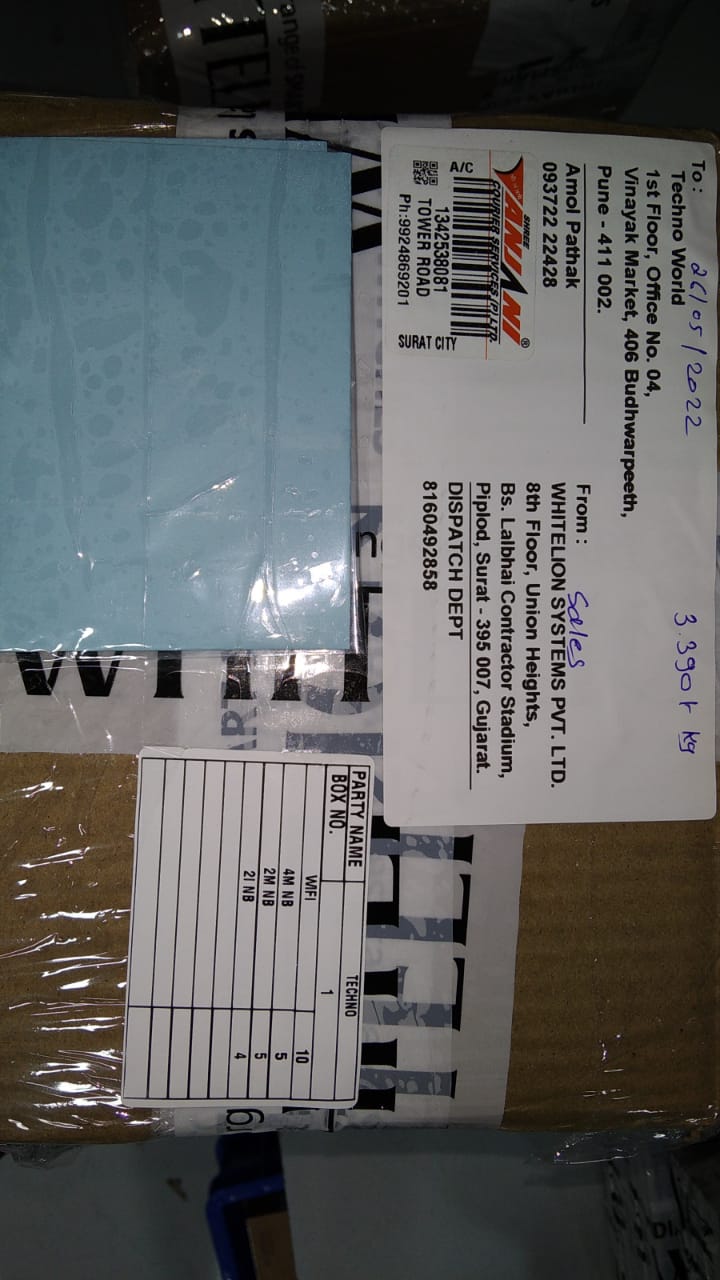 To:
26/05/2022
3.390 kg
Techno World
1st Floor, Office No. 04,
Vinayak Market, 406 Budhwarpeeth,
Pune - 411 002.
Amol Pathak
093722 22428
SHREE
ANJANI®
COURIER SERVICES (P) LTD.
A/C
1342538081
TOWER ROAD
Ph:9924869201
SURAT CITY
From :
Sales
WHITELION SYSTEMS PVT. LTD.
8th Floor, Union Heights,
Bs. Lalbhai Contractor Stadium,
Piplod, Surat - 395 007, Gujarat.
DISPATCH DEPT
8160492858
PARTY NAME TECHNO
BOX NO. 1
WIFI 10
4M NB 5
2M NB 5
2I NB 4